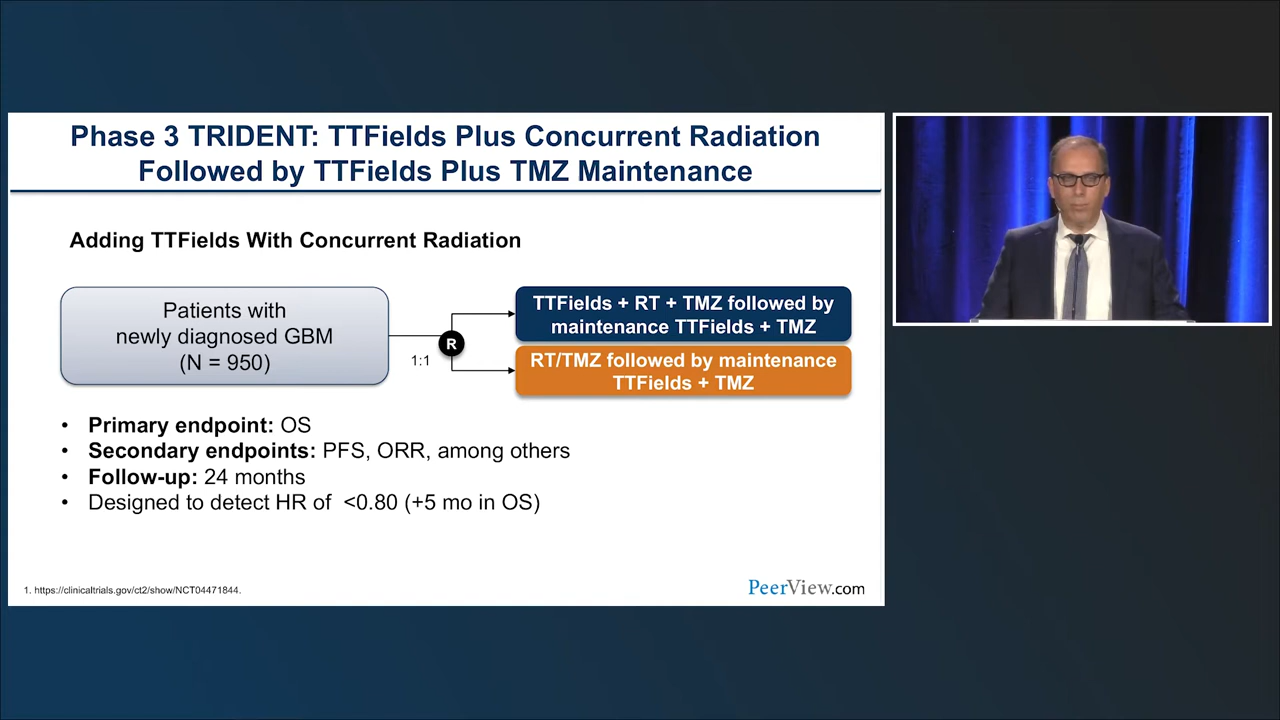 Phase 3 TRIDENT: TTFields Plus Concurrent Radiation
Followed by TTFields Plus TMZ Maintenance
Adding TTFields With Concurrent Radiation
Patients with
newly diagnosed GBM
(N = 950)
1:1
R
TTFields + RT + TMZ followed by
maintenance TTFields + TMZ
RT/TMZ followed by maintenance
TTFields + TMZ
• Primary endpoint: OS
• Secondary endpoints: PFS, ORR, among others
• Follow-up: 24 months
• Designed to detect HR of <0.80 (+5 mo in OS)
1. https://clinicaltrials.gov/ct2/show/NCT04471844.
PeerView.com